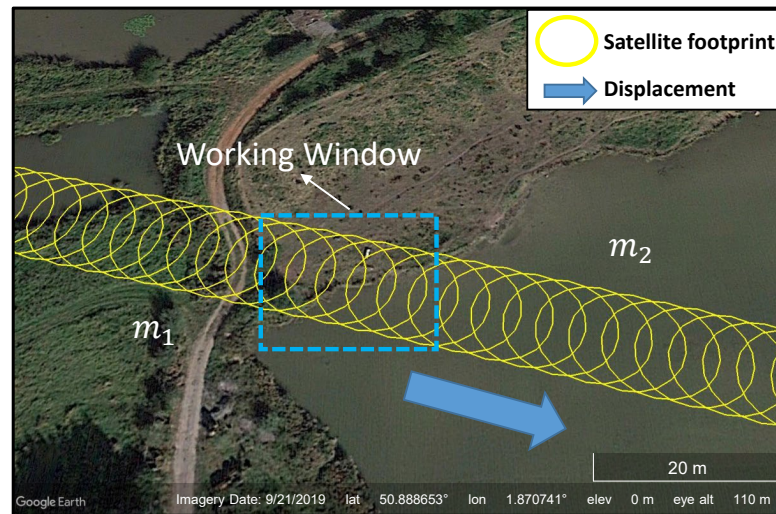 Satellite footprint
Displacement
Working Window
m₂
m₁
20 m
Google Earth
Imagery Date: 9/21/2019 lat 50.888653° lon 1.870741° elev 0 m eye alt 110 m